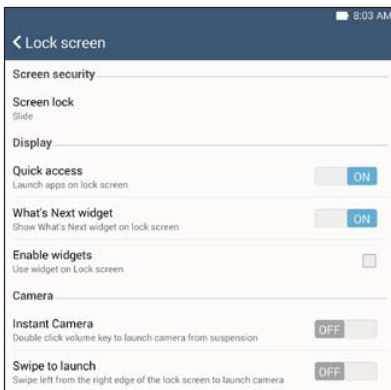 8:03 AM
Lock screen
Screen security
Screen lock
Slide
Display
Quick access
Launch apps on lock screen
ON
What's Next widget
Show What's Next widget on lock screen
ON
Enable widgets
Use widget on Lock screen
Camera
Instant Camera
Double click volume key to launch camera from suspension
OFF
Swipe to launch
Swipe left from the right edge of the lock screen to launch camera
OFF